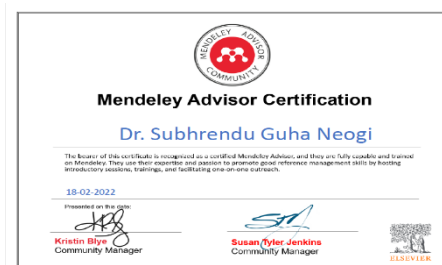 MENDELEY ADVISOR
COMMUNITY
Mendeley Advisor Certification
Dr. Subhrendu Guha Neogi
The bearer of this certificate is recognized as a certified Mendeley Advisor, and they are fully capable and trained
on Mendeley. They use their expertise and passion to promote good reference management skills by hosting
introductory sessions, trainings, and facilitating one-on-one outreach.
18-02-2022
Presented on this date:
Kristin Blye
Community Manager
Susan Tyler Jenkins
Community Manager
ELSEVIER